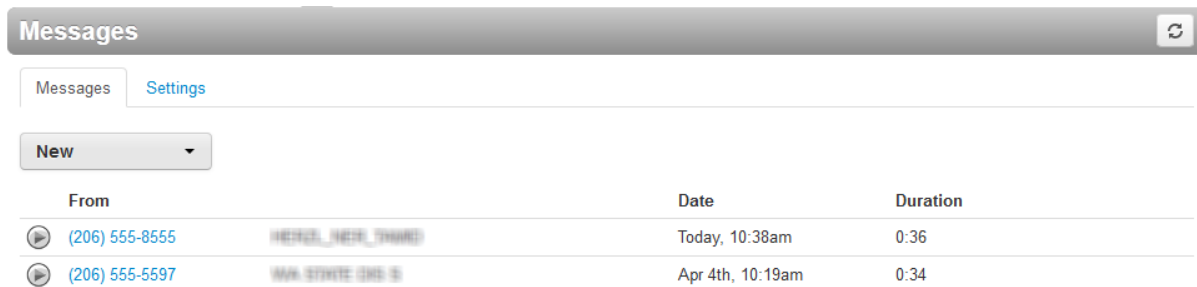 Messages
Messages Settings
New
From Date Duration
(206) 555-8555 Today, 10:38am 0:36
(206) 555-5597 Apr 4th, 10:19am 0:34